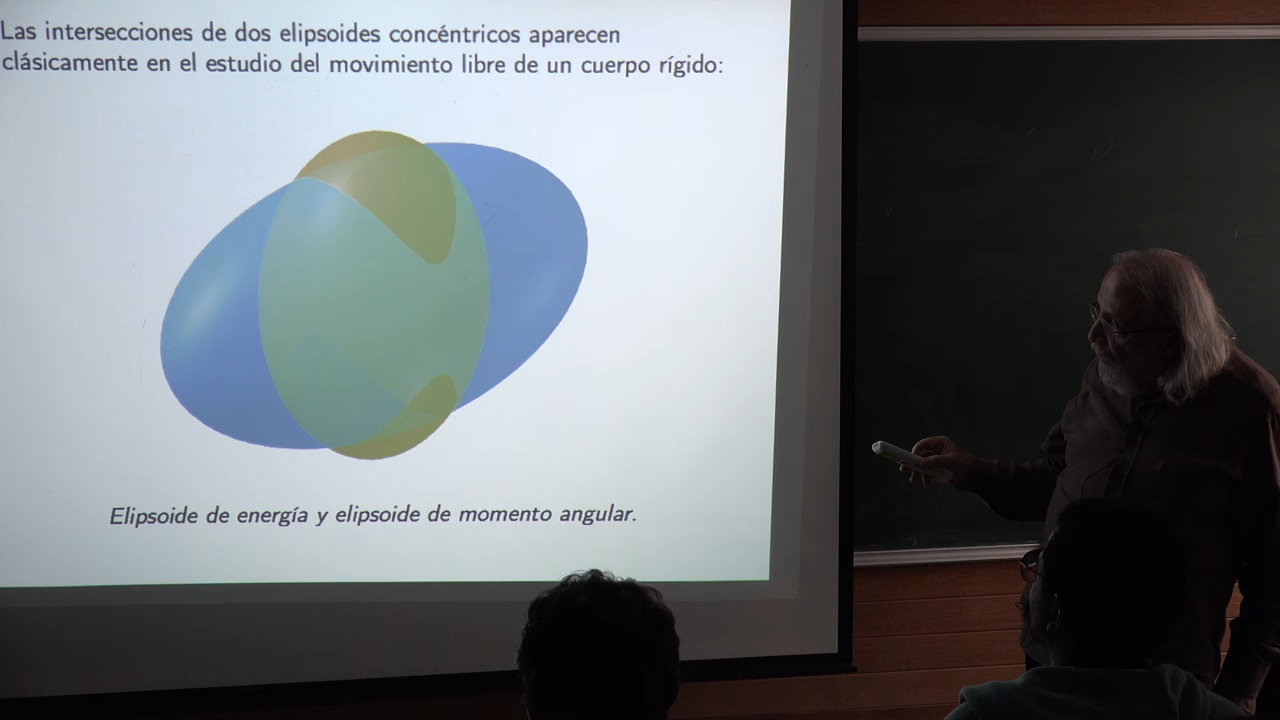 Las intersecciones de dos elipsoides concéntricos aparecen
clásicamente en el estudio del movimiento libre de un cuerpo rígido:
Elipsoide de energía y elipsoide de momento angular.